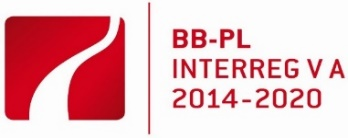 BB-PL
INTERREG V A
2014-2020